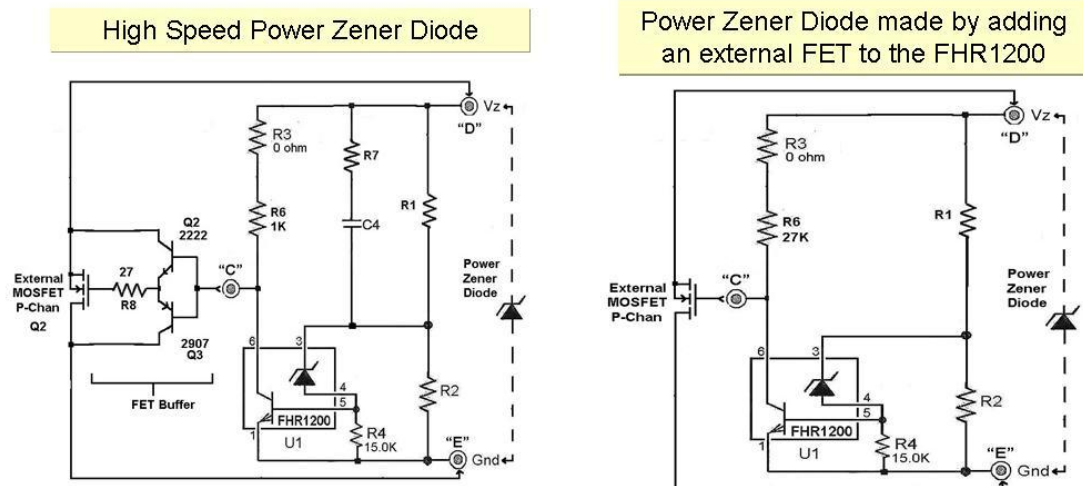 High Speed Power Zener Diode
Vz
"D"
R3
0 ohm
R7
R6
1K
C4
R1
Q2
2222
"C"
External
MOSFET
P-Chan
Q2
27
R8
2907
Q3
FET Buffer
Power
Zener
Diode
6
3
4
5
1
FHR1200
U1
R4
15.0K
R2
"E"
Gnd
Power Zener Diode made by adding
an external FET to the FHR1200
Vz
"D"
R3
0 ohm
R6
27K
R1
"C"
External
MOSFET
P-Chan
Power
Zener
Diode
6
3
4
5
1
FHR1200
U1
R4
15.0K
R2
"E"
Gnd